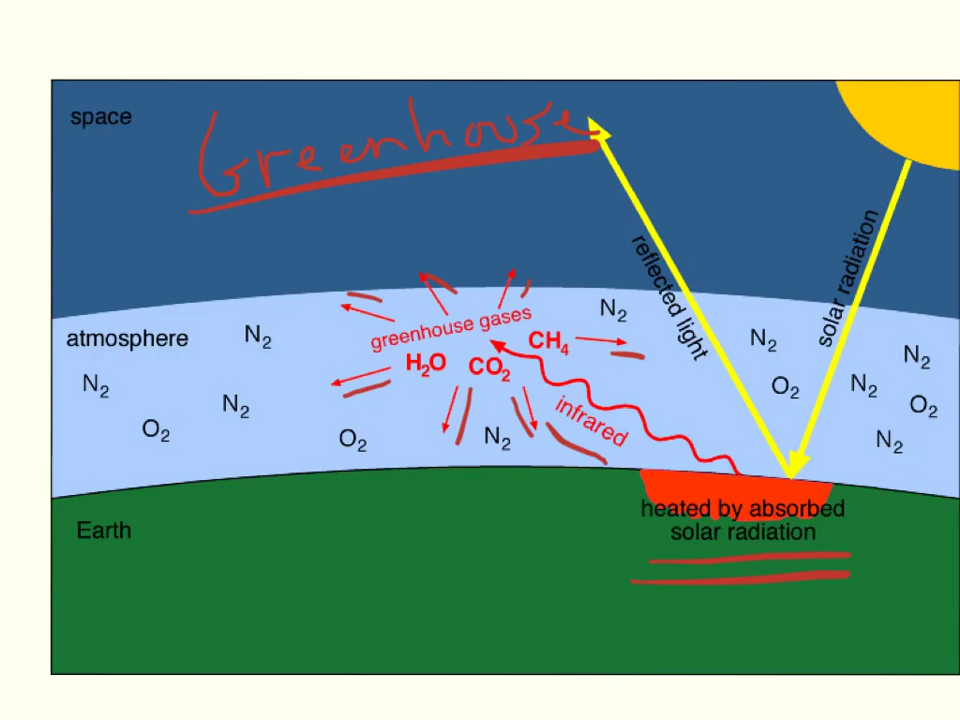 space
Greenhouse
reflected light
solar radiation
atmosphere
N₂
greenhouse gases
N₂
CH₄
N₂
N₂
H₂O
CO₂
N₂
O₂
N₂
N₂
O₂
infrared
O₂
O₂
N₂
N₂
heated by absorbed
solar radiation
Earth